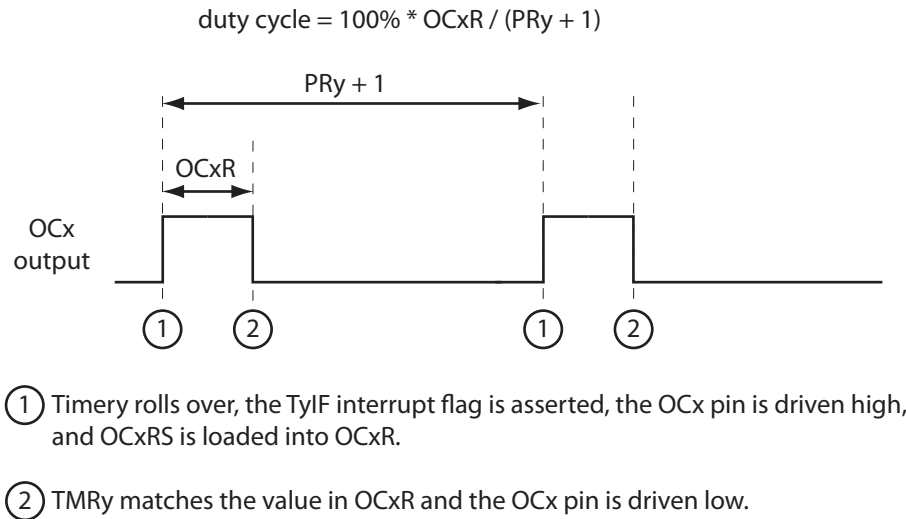 duty cycle = 100% * OCxR / (PRy + 1)
PRy + 1
OCxR
OCx
output
1 2 1 2
1 Timery rolls over, the TyIF interrupt flag is asserted, the OCx pin is driven high,
and OCxRS is loaded into OCxR.
2 TMRy matches the value in OCxR and the OCx pin is driven low.